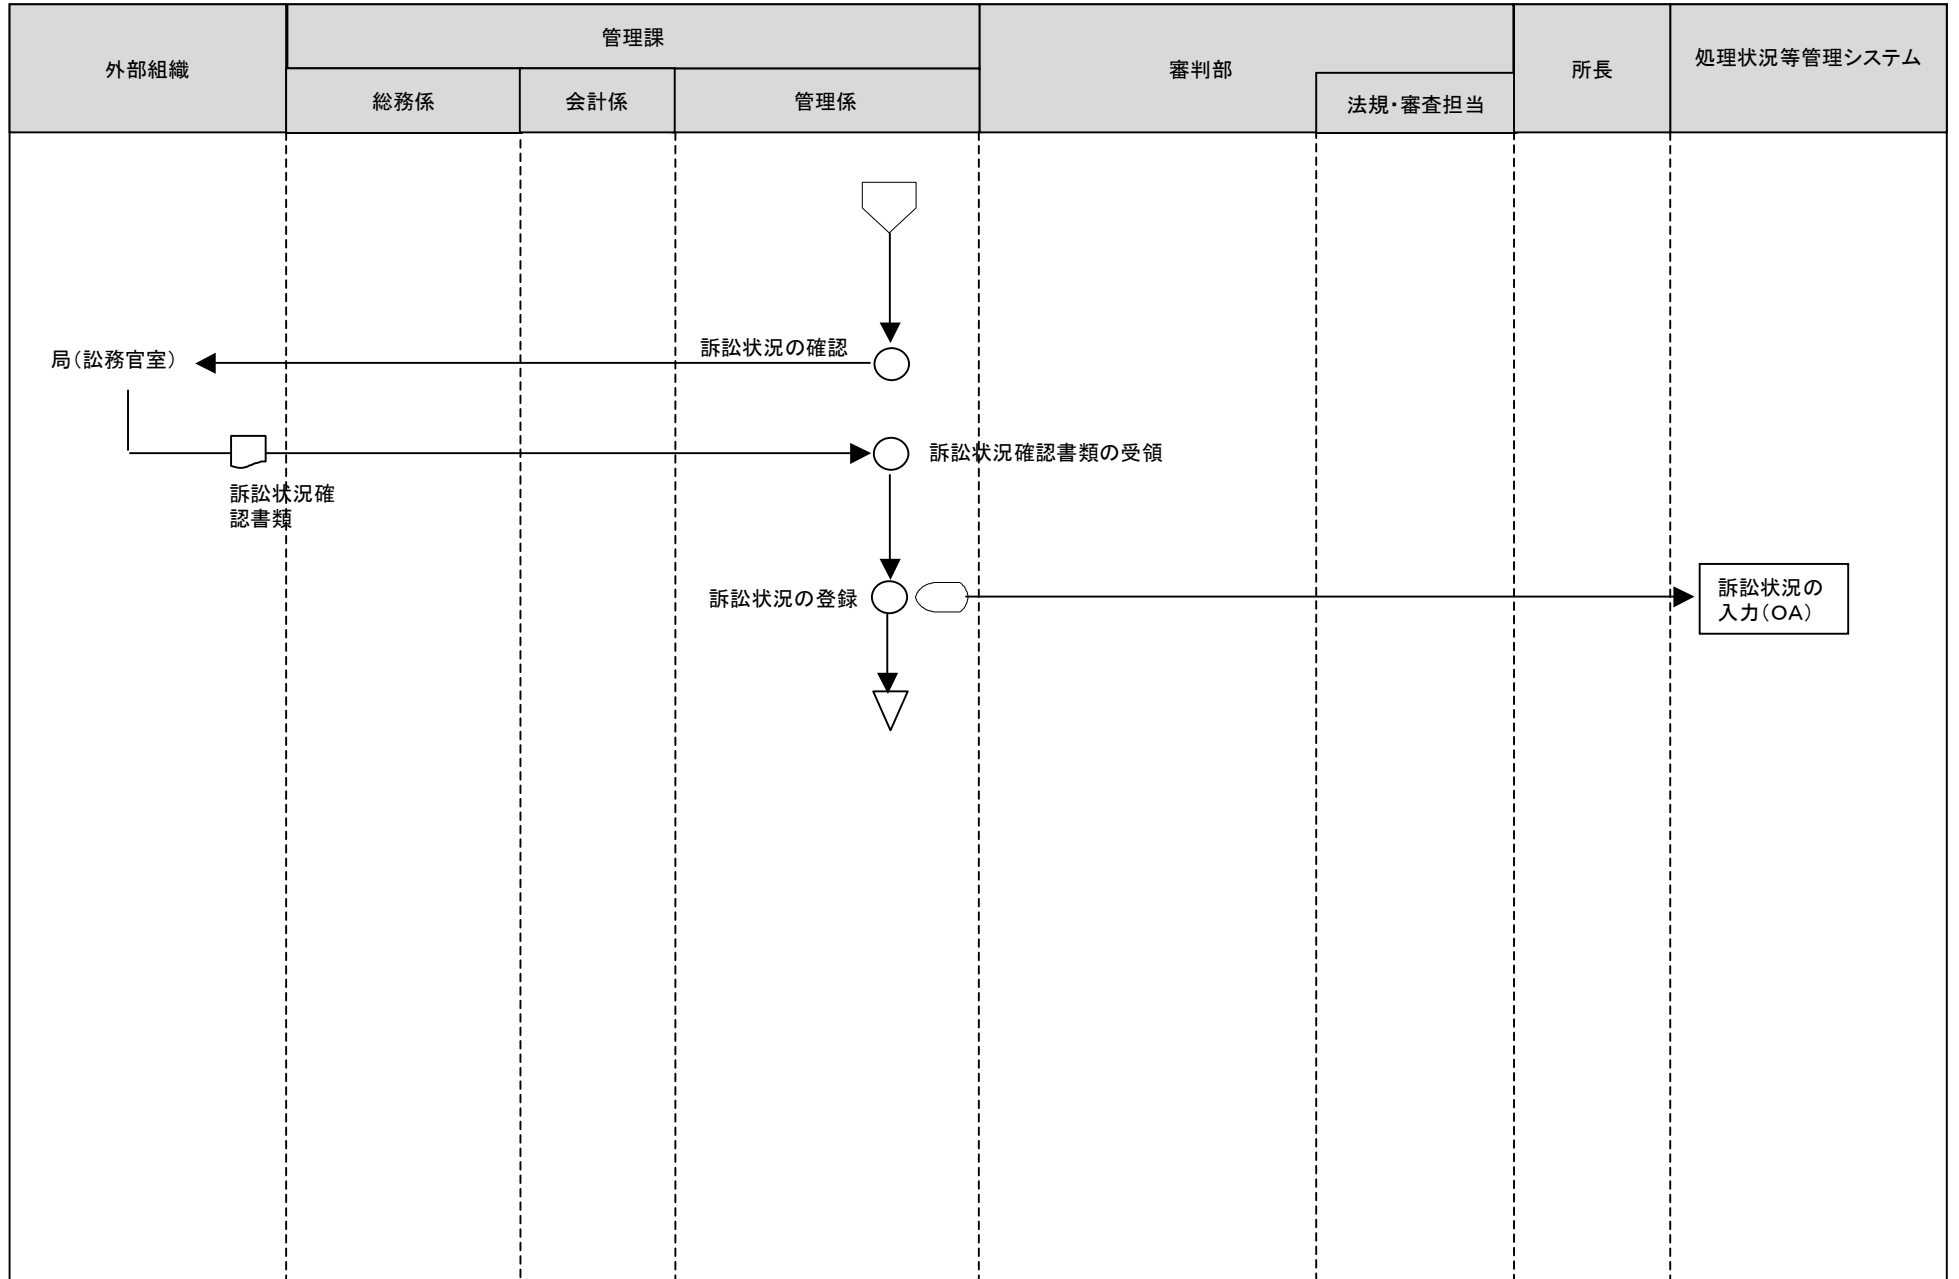 外部組織
管理課
審判部
所長
処理状況等管理システム
総務係
会計係
管理係
法規・審査担当
訴訟状況の確認
局(訟務官室)
訴訟状況確認書類の受領
訴訟状況確
認書類
訴訟状況の登録
訴訟状況の
入力(OA)